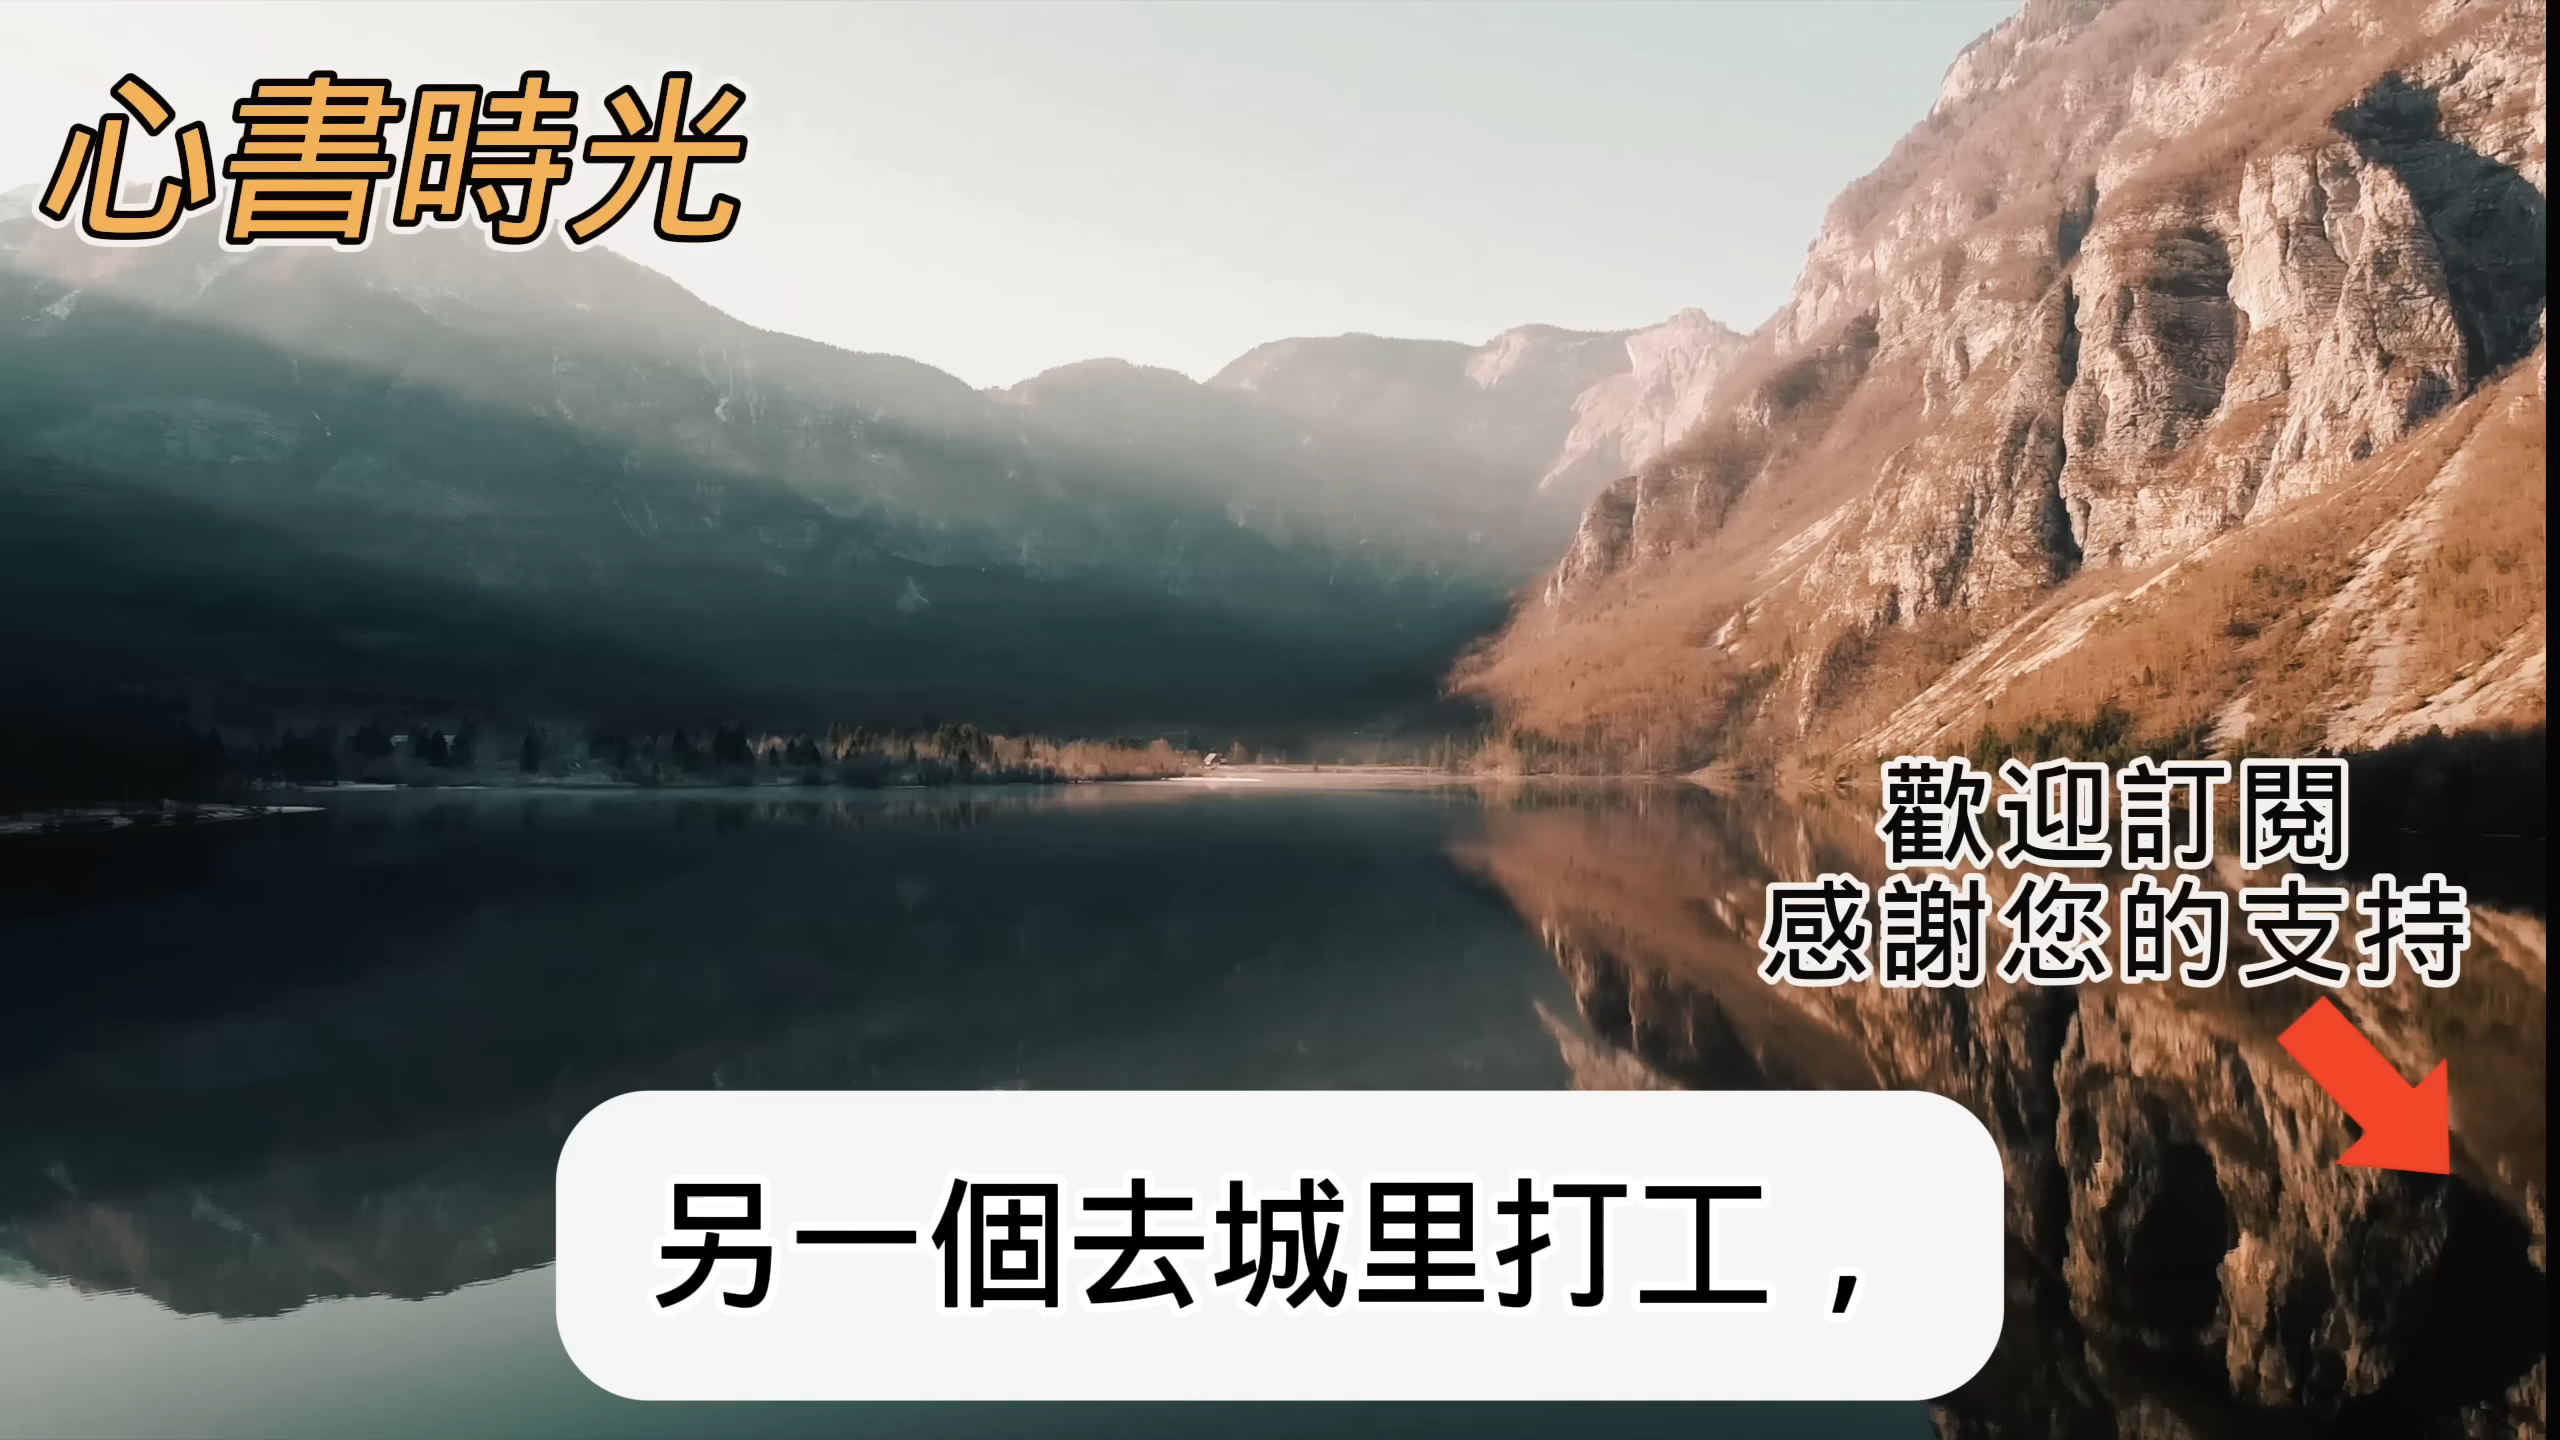 心書時光
歡迎訂閱
感謝您的支持
另一個去城里打工，